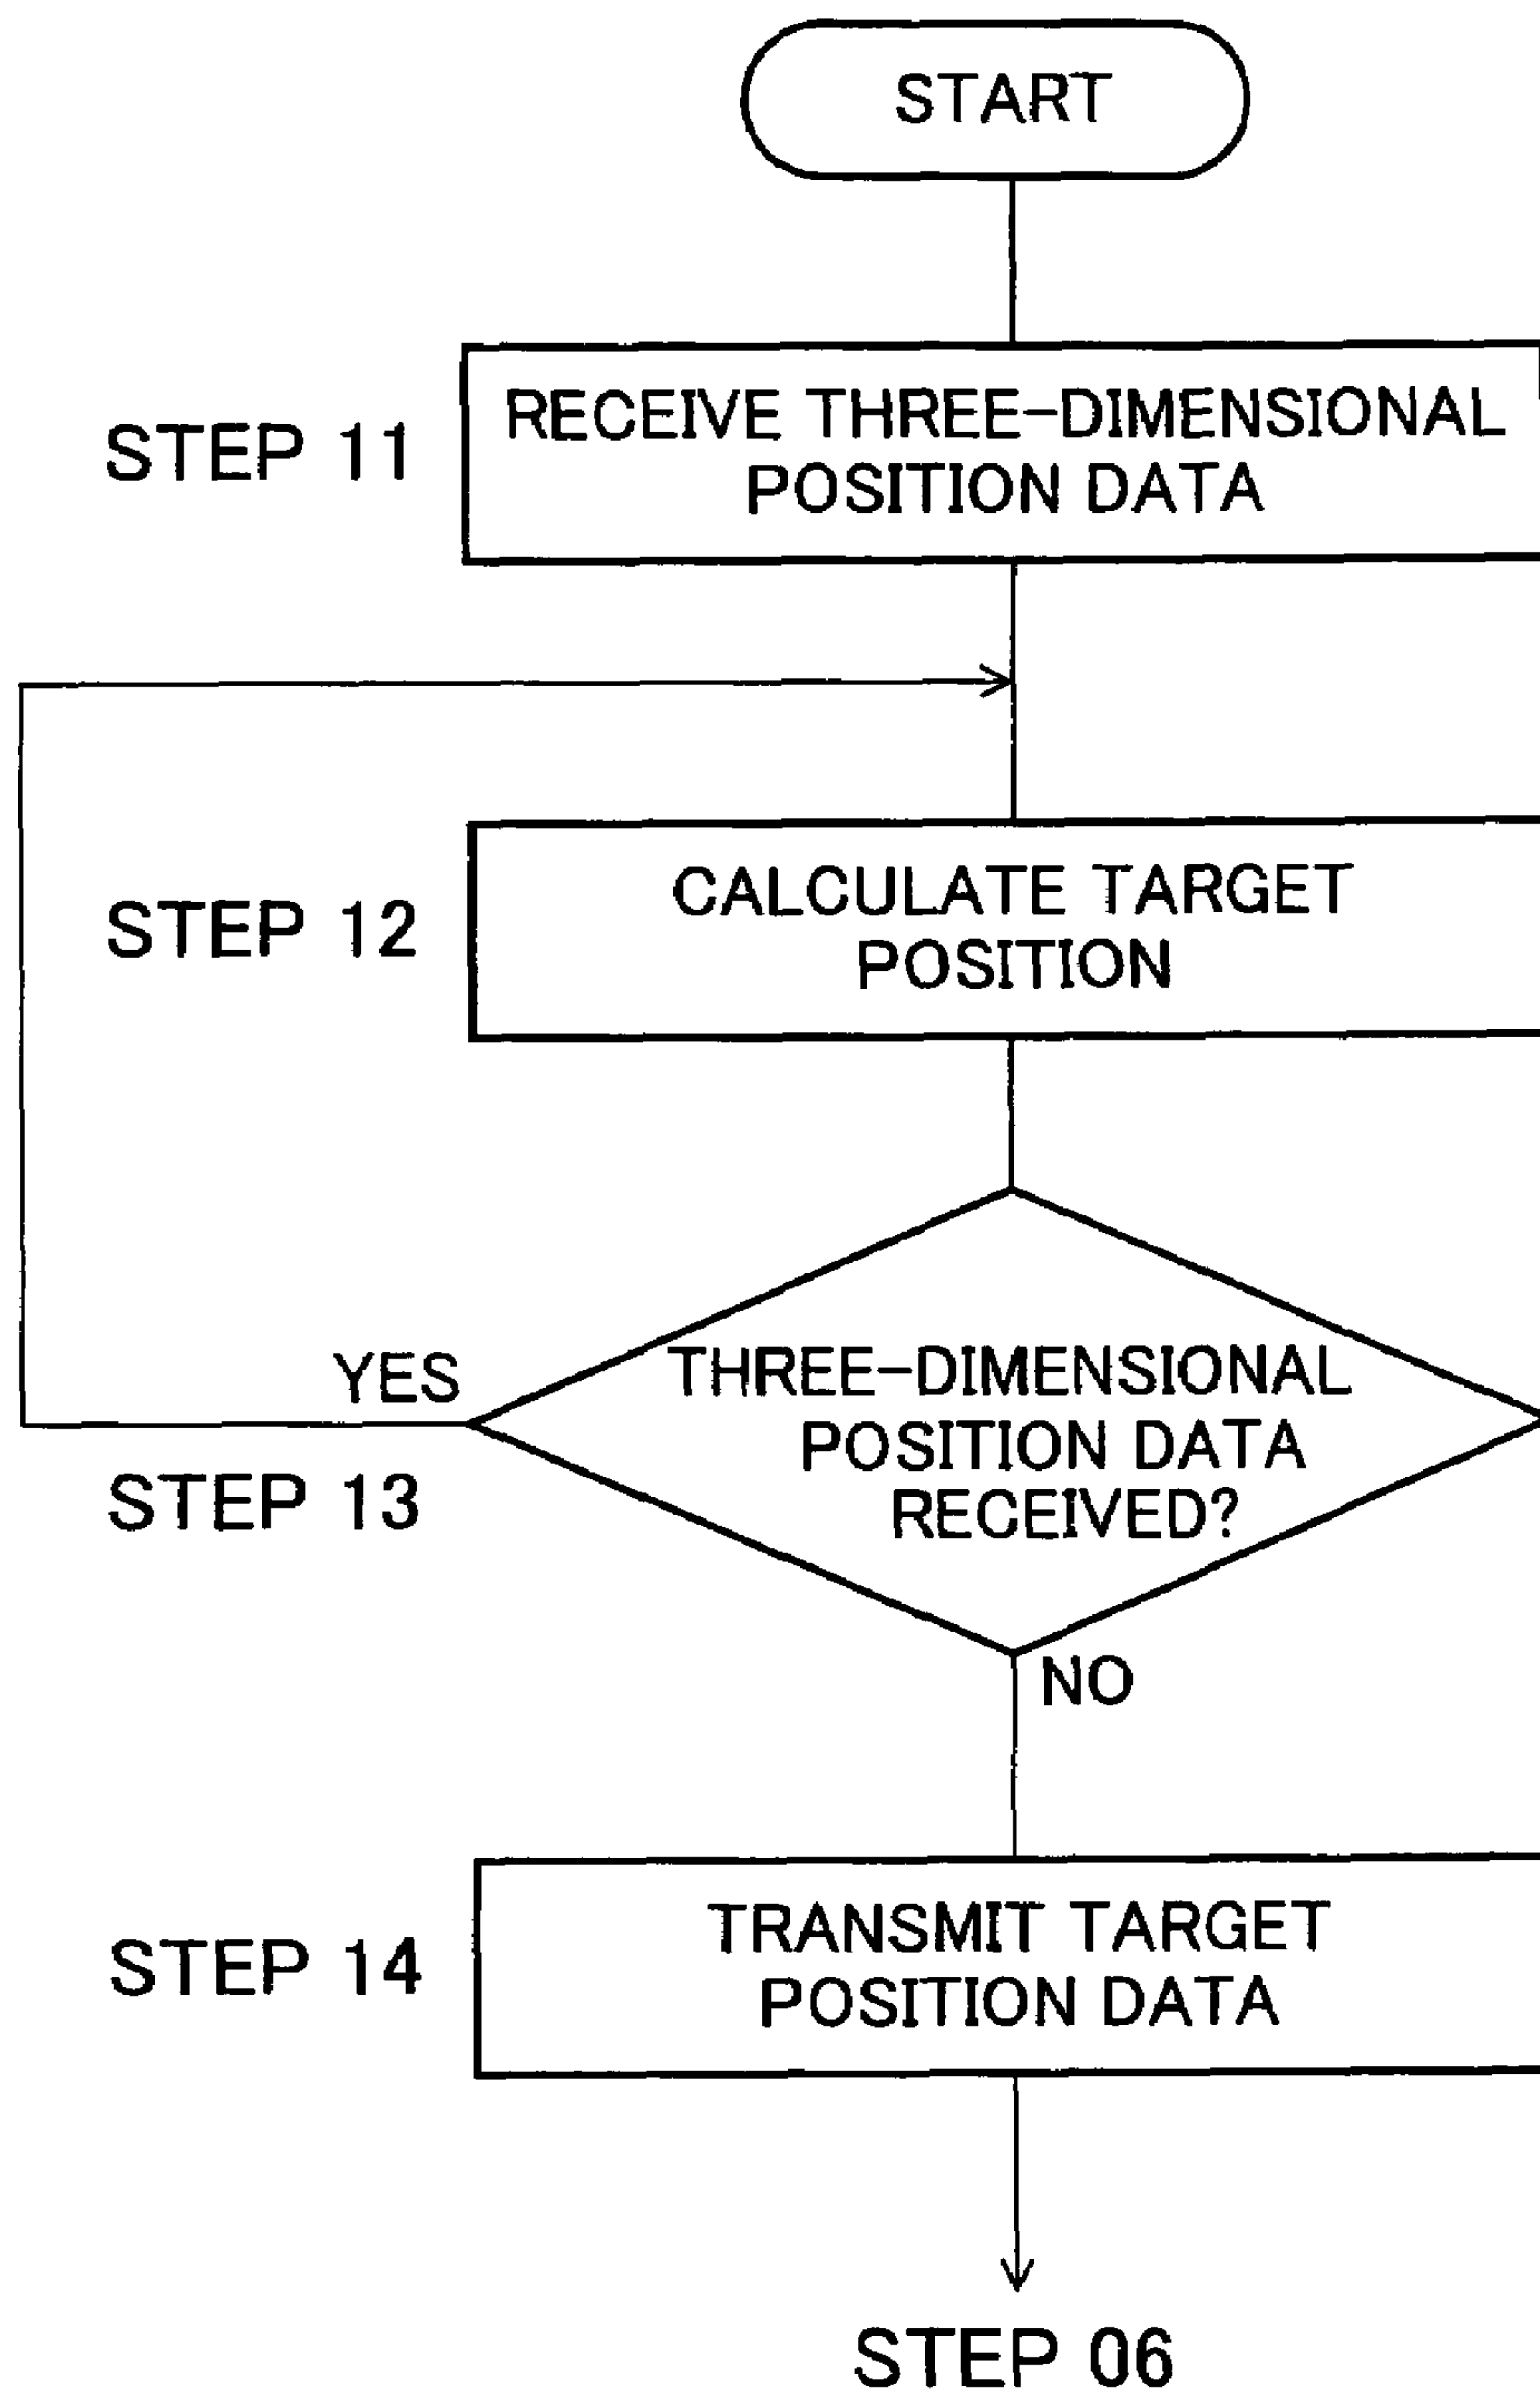 START
STEP 11
RECEIVE THREE-DIMENSIONAL
POSITION DATA
STEP 12
CALCULATE TARGET
POSITION
YES
STEP 13
THREE-DIMENSIONAL
POSITION DATA
RECEIVED?
NO
STEP 14
TRANSMIT TARGET
POSITION DATA
STEP 06